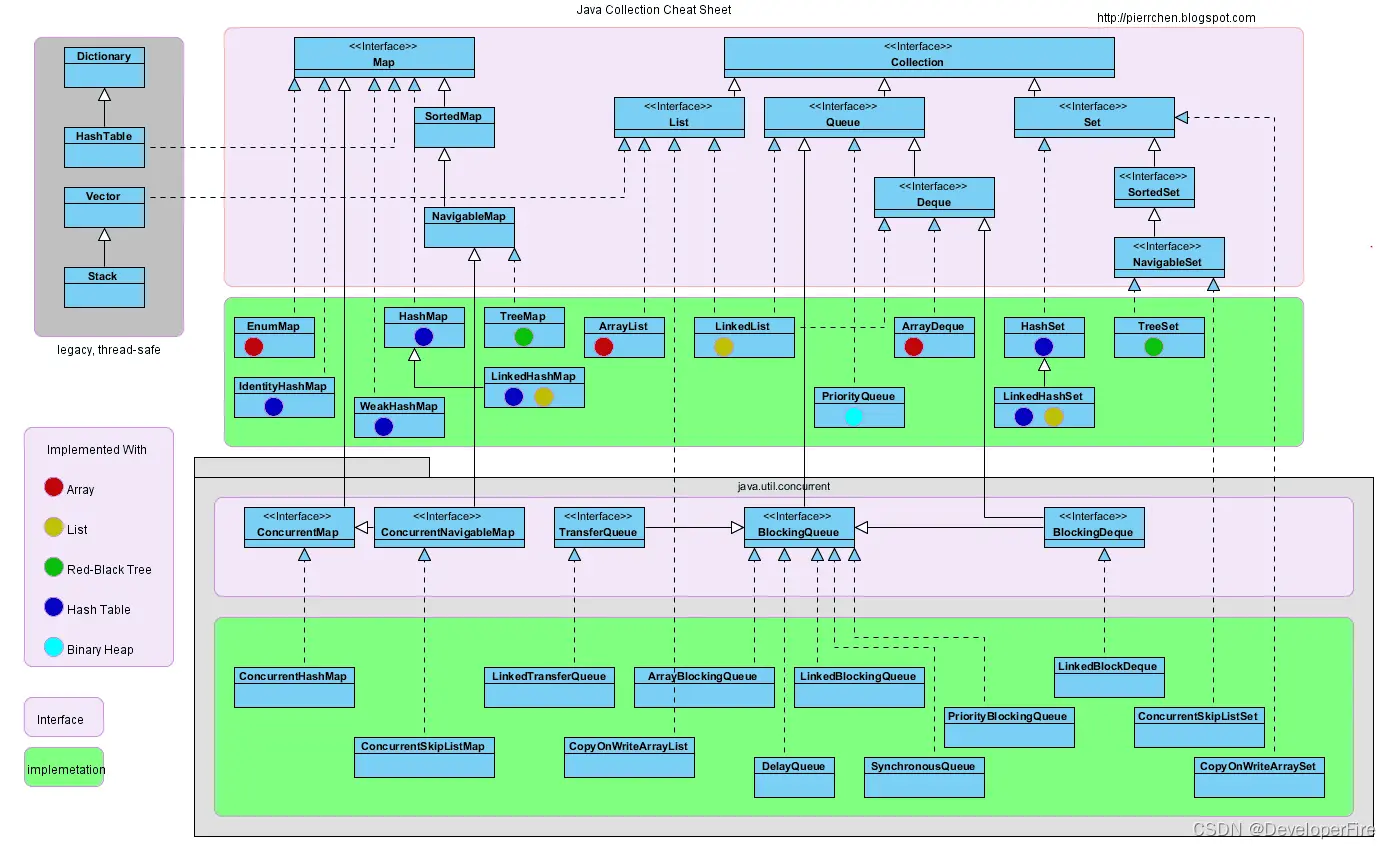 Java Collection Cheat Sheet
http://pierrchen.blogspot.com
Dictionary
HashTable
Vector
Stack
legacy, thread-safe
<<Interface>>
Map
<<Interface>>
Collection
SortedMap
<<Interface>>
List
<<Interface>>
Queue
<<Interface>>
Set
NavigableMap
<<Interface>>
Deque
<<Interface>>
SortedSet
<<Interface>>
NavigableSet
EnumMap
HashMap
TreeMap
ArrayList
LinkedList
ArrayDeque
HashSet
TreeSet
IdentityHashMap
WeakHashMap
LinkedHashMap
PriorityQueue
LinkedHashSet
Implemented With
Array
List
Red-Black Tree
Hash Table
Binary Heap
Interface
implemetation
java.util.concurrent
<<Interface>>
ConcurrentMap
<<Interface>>
ConcurrentNavigableMap
<<Interface>>
TransferQueue
<<Interface>>
BlockingQueue
<<Interface>>
BlockingDeque
ConcurrentHashMap
LinkedTransferQueue
ArrayBlockingQueue
LinkedBlockingQueue
LinkedBlockDeque
PriorityBlockingQueue
ConcurrentSkipListSet
ConcurrentSkipListMap
CopyOnWriteArrayList
DelayQueue
SynchronousQueue
CopyOnWriteArraySet
CSDN @DeveloperFire